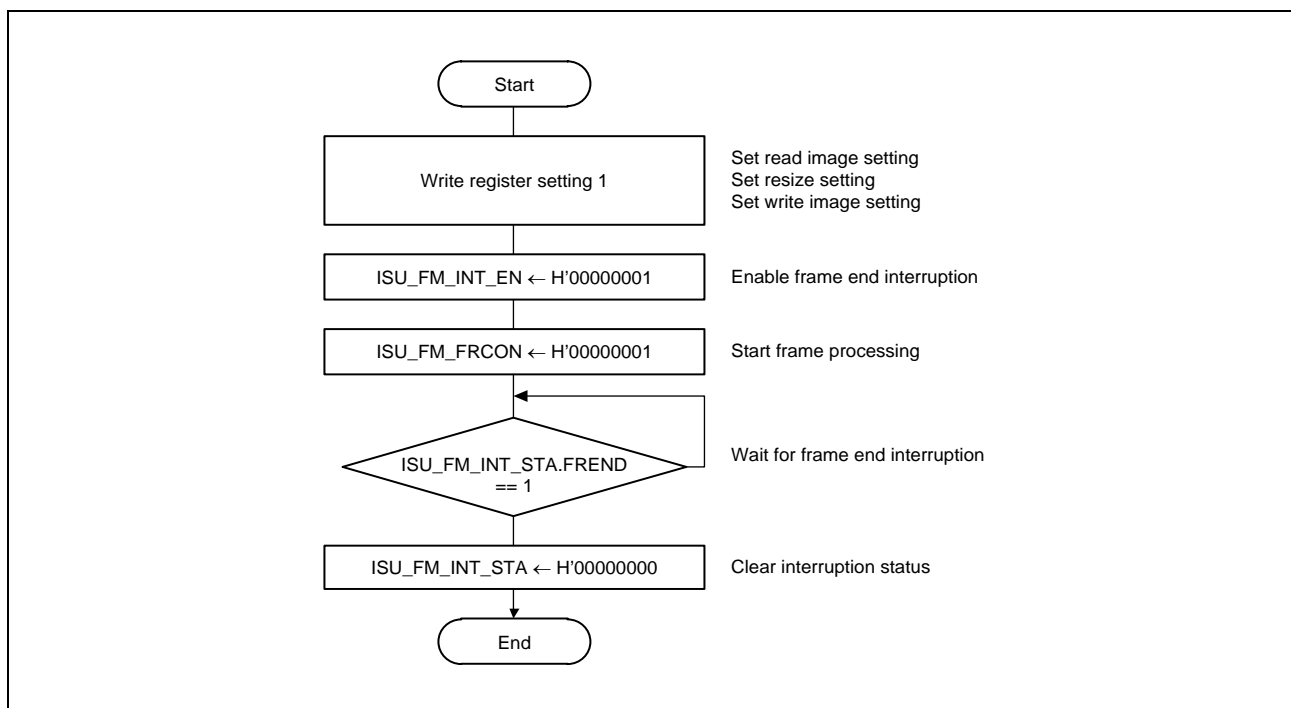 Start
Write register setting 1
Set read image setting
Set resize setting
Set write image setting
ISU_FM_INT_EN ← H'00000001
Enable frame end interruption
ISU_FM_FRCON ← H'00000001
Start frame processing
ISU_FM_INT_STA.FREND
== 1
Wait for frame end interruption
ISU_FM_INT_STA ← H'00000000
Clear interruption status
End